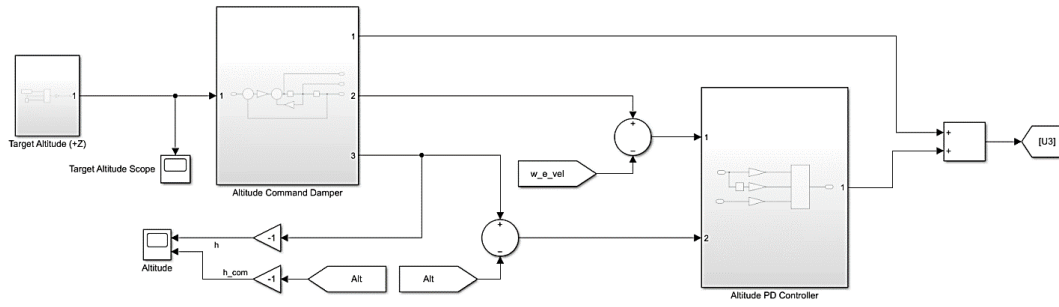 1
Target Altitude (+Z)
Target Altitude Scope
1
1
2
3
Altitude Command Damper
+
−
w_e_vel
+
−
1
2
1
Altitude PD Controller
+
+
[U3]
-1
h
Altitude
-1
h_com
Alt
Alt